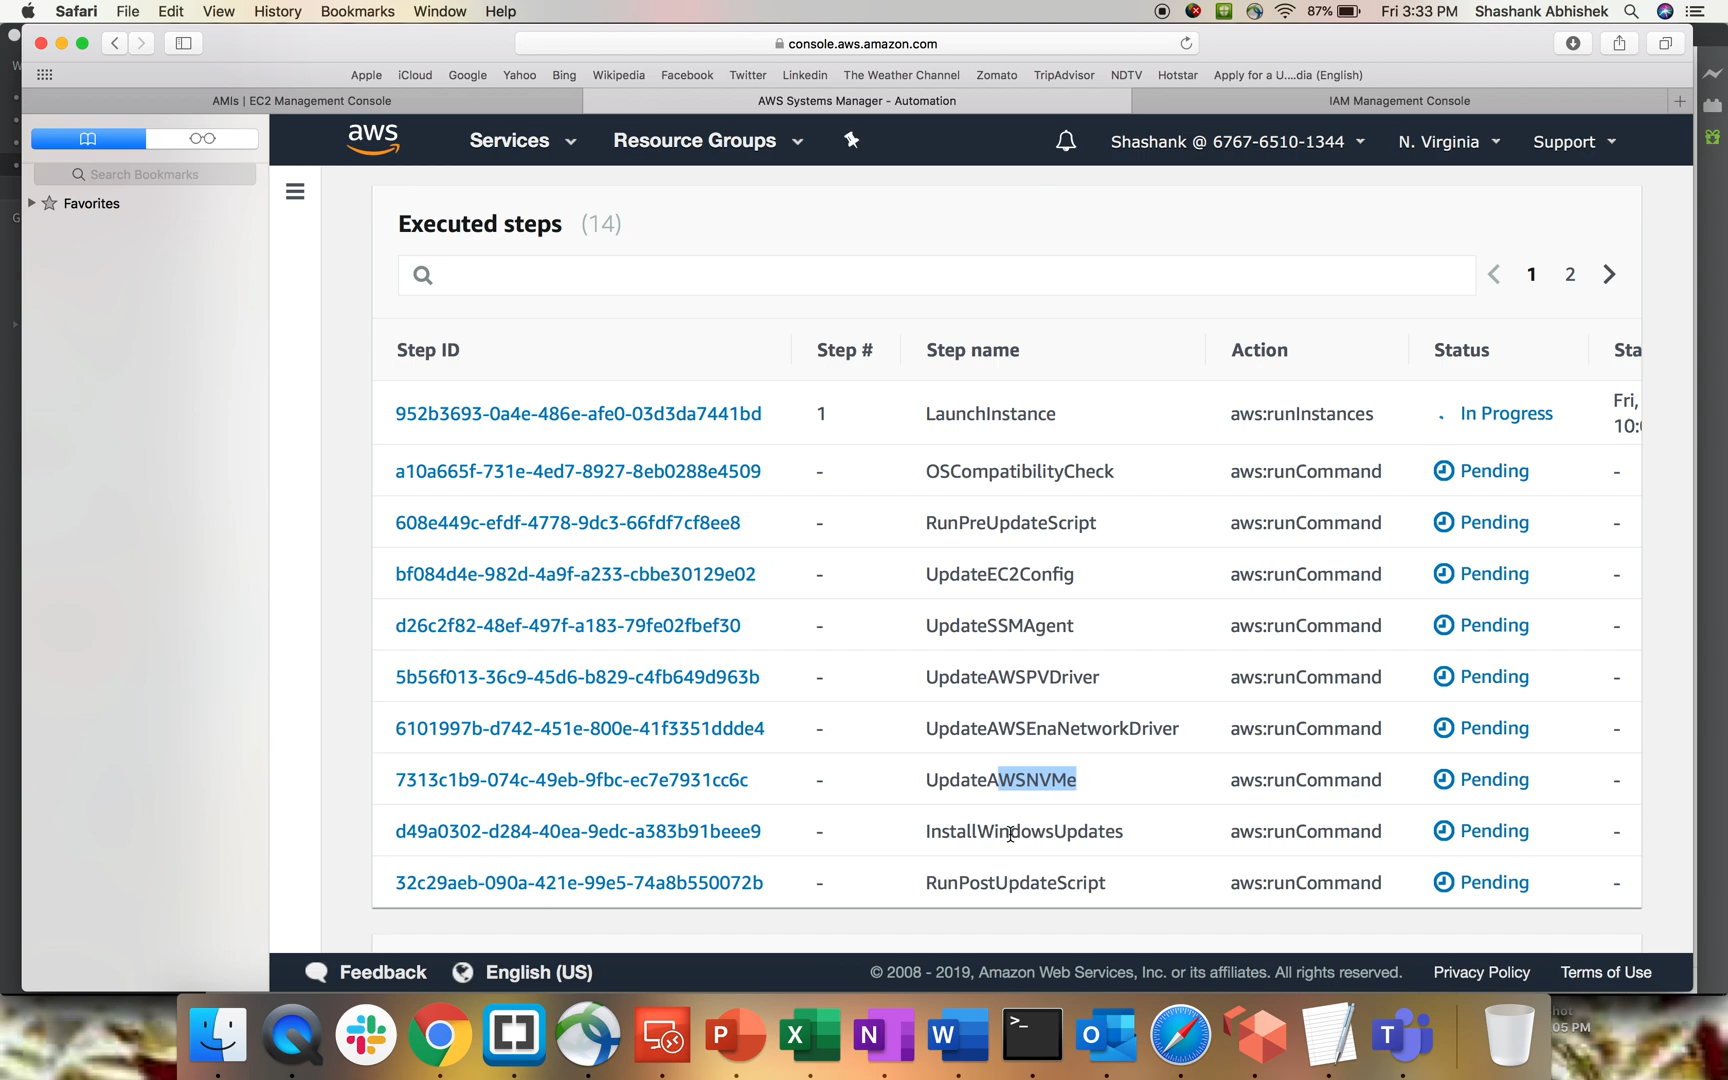 Safari File Edit View History Bookmarks Window Help 87% Fri 3:33 PM Shashank Abhishek
console.aws.amazon.com
Apple iCloud Google Yahoo Bing Wikipedia Facebook Twitter Linkedin The Weather Channel Zomato TripAdvisor NDTV Hotstar Apply for a U....dia (English)
AMIs | EC2 Management Console AWS Systems Manager - Automation IAM Management Console
aws Services Resource Groups Shashank @ 6767-6510-1344 N. Virginia Support
Search Bookmarks
Favorites
Executed steps (14)
1 2
Step ID Step # Step name Action Status Sta
952b3693-0a4e-486e-afe0-03d3da7441bd 1 LaunchInstance aws:runInstances In Progress Fri,
10:
a10a665f-731e-4ed7-8927-8eb0288e4509 - OSCompatibilityCheck aws:runCommand Pending -
608e449c-efdf-4778-9dc3-66fdf7cf8ee8 - RunPreUpdateScript aws:runCommand Pending -
bf084d4e-982d-4a9f-a233-cbbe30129e02 - UpdateEC2Config aws:runCommand Pending -
d26c2f82-48ef-497f-a183-79fe02fbef30 - UpdateSSMAgent aws:runCommand Pending -
5b56f013-36c9-45d6-b829-c4fb649d963b - UpdateAWSPVDriver aws:runCommand Pending -
6101997b-d742-451e-800e-41f3351ddde4 - UpdateAWSEnaNetworkDriver aws:runCommand Pending -
7313c1b9-074c-49eb-9fbc-ec7e7931cc6c - UpdateAWSNVMe aws:runCommand Pending -
d49a0302-d284-40ea-9edc-a383b91beee9 - InstallWindowsUpdates aws:runCommand Pending -
32c29aeb-090a-421e-99e5-74a8b550072b - RunPostUpdateScript aws:runCommand Pending -
Feedback English (US) © 2008 - 2019, Amazon Web Services, Inc. or its affiliates. All rights reserved. Privacy Policy Terms of Use
P X N W O T